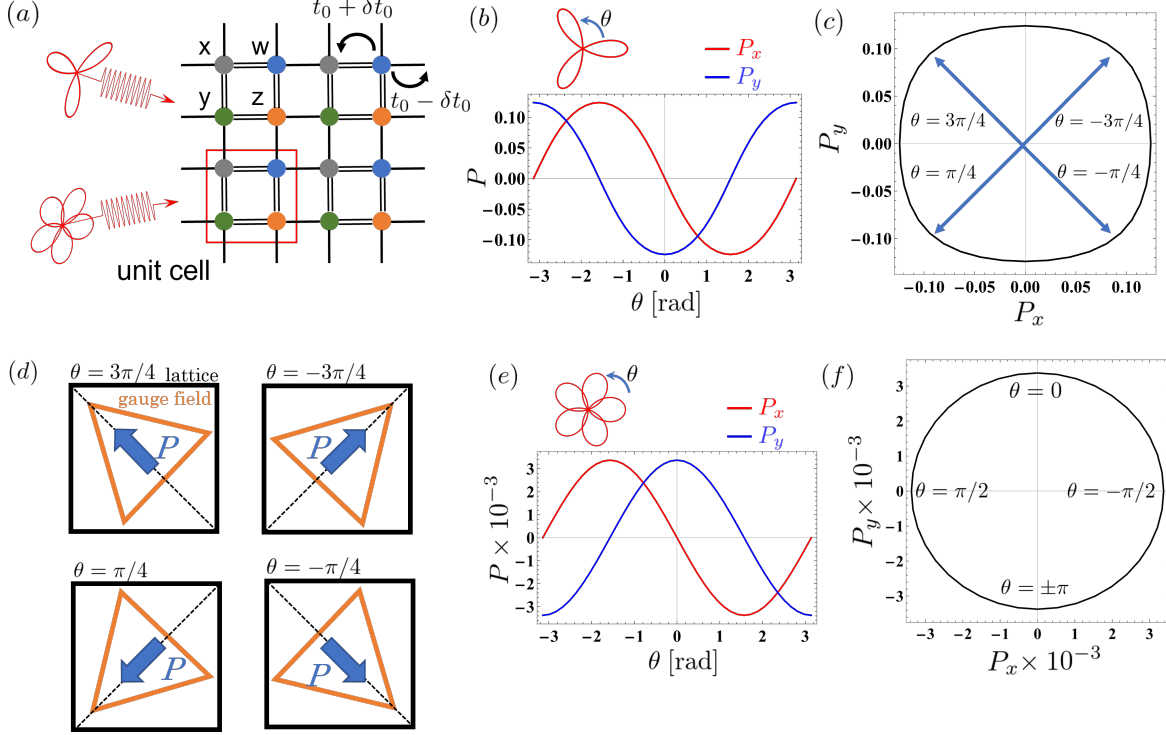 (a)
t₀ + δt₀
x w
y z
t₀ − δt₀
unit cell
(b)
θ
Pₓ
P_y
0.10
0.05
0.00
−0.05
−0.10
P
−3 −2 −1 0 1 2 3
θ [rad]
(c)
0.10
0.05
0.00
−0.05
−0.10
P_y
θ = 3π/4
θ = −3π/4
θ = π/4
θ = −π/4
−0.10 −0.05 0.00 0.05 0.10
Pₓ
(d)
θ = 3π/4 lattice
gauge field
P
θ = −3π/4
P
θ = π/4
P
θ = −π/4
P
(e)
θ
Pₓ
P_y
3
2
1
0
−1
−2
−3
P × 10⁻³
−3 −2 −1 0 1 2 3
θ [rad]
(f)
3
2
1
0
−1
−2
−3
P_y × 10⁻³
θ = 0
θ = π/2
θ = −π/2
θ = ±π
−3 −2 −1 0 1 2 3
Pₓ × 10⁻³